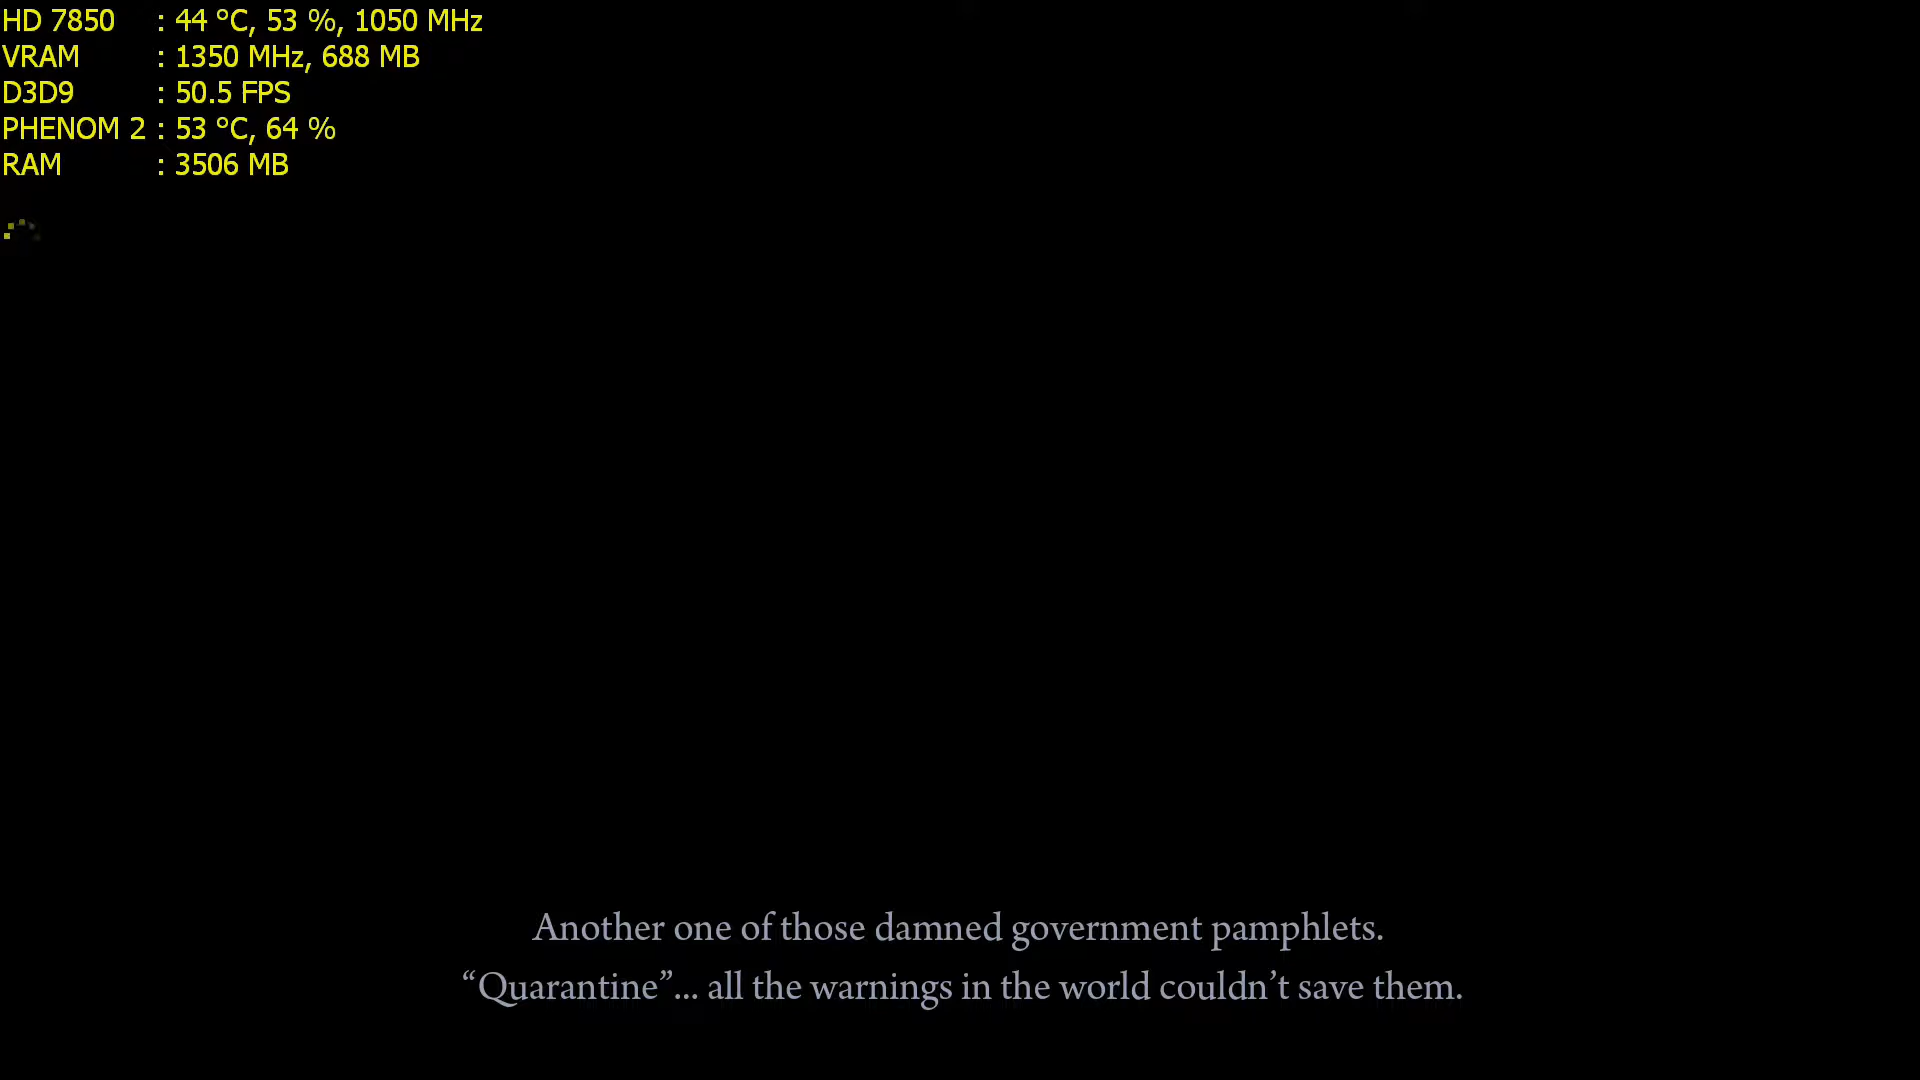 HD 7850 : 44 °C, 53 %, 1050 MHz
VRAM : 1350 MHz, 688 MB
D3D9 : 50.5 FPS
PHENOM 2 : 53 °C, 64 %
RAM : 3506 MB
Another one of those damned government pamphlets.
“Quarantine”... all the warnings in the world couldn’t save them.